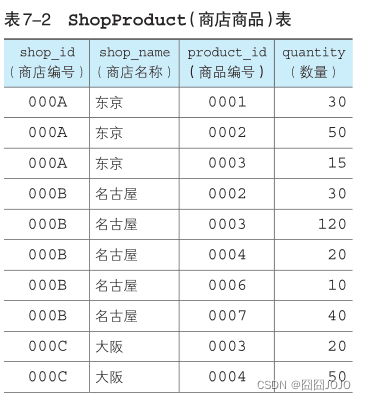 表7-2 ShopProduct(商店商品)表
shop_id shop_name product_id quantity
(商店编号) (商店名称) (商品编号) (数量)
000A 东京 0001 30
000A 东京 0002 50
000A 东京 0003 15
000B 名古屋 0002 30
000B 名古屋 0003 120
000B 名古屋 0004 20
000B 名古屋 0006 10
000B 名古屋 0007 40
000C 大阪 0003 20
000C 大阪 0004 50
CSDN @囧囧JOJO